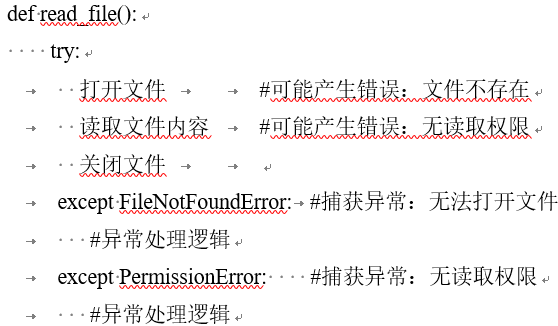 def read_file():
try:
打开文件 #可能产生错误：文件不存在
读取文件内容 #可能产生错误：无读取权限
关闭文件
except FileNotFoundError: #捕获异常：无法打开文件
#异常处理逻辑
except PermissionError: #捕获异常：无读取权限
#异常处理逻辑